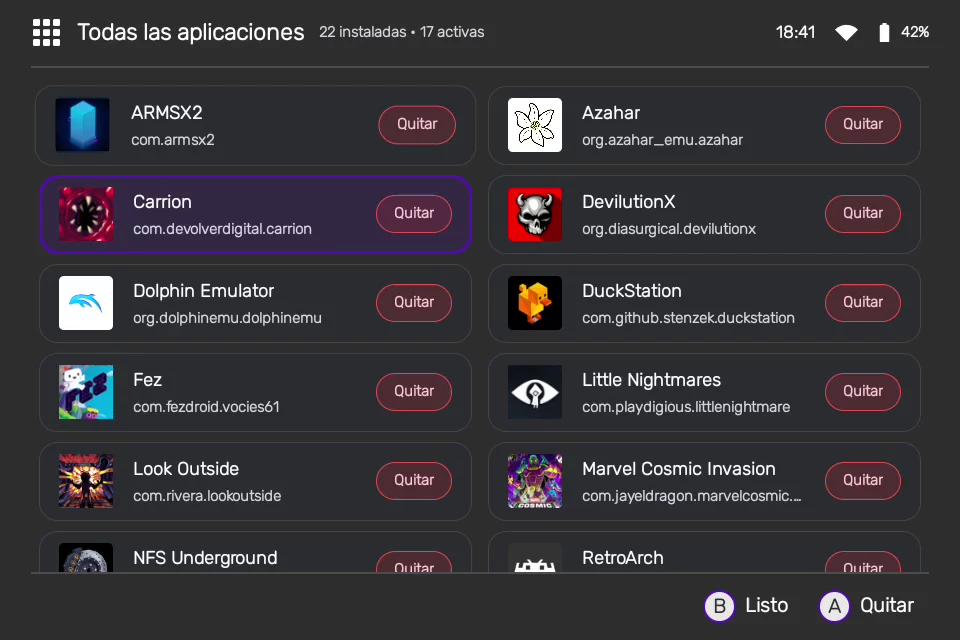 Todas las aplicaciones
22 instaladas • 17 activas
18:41
42%
ARMSX2
com.armsx2
Quitar
Azahar
org.azahar_emu.azahar
Quitar
Carrion
com.devolverdigital.carrion
Quitar
DevilutionX
org.diasurgical.devilutionx
Quitar
Dolphin Emulator
org.dolphinemu.dolphinemu
Quitar
DuckStation
com.github.stenzek.duckstation
Quitar
Fez
com.fezdroid.vocies61
Quitar
Little Nightmares
com.playdigious.littlenightmare
Quitar
Look Outside
com.rivera.lookoutside
Quitar
Marvel Cosmic Invasion
com.jayeldragon.marvelcosmic...
Quitar
COSMIC
NFS Underground
Quitar
RetroArch
Quitar
B Listo
A Quitar